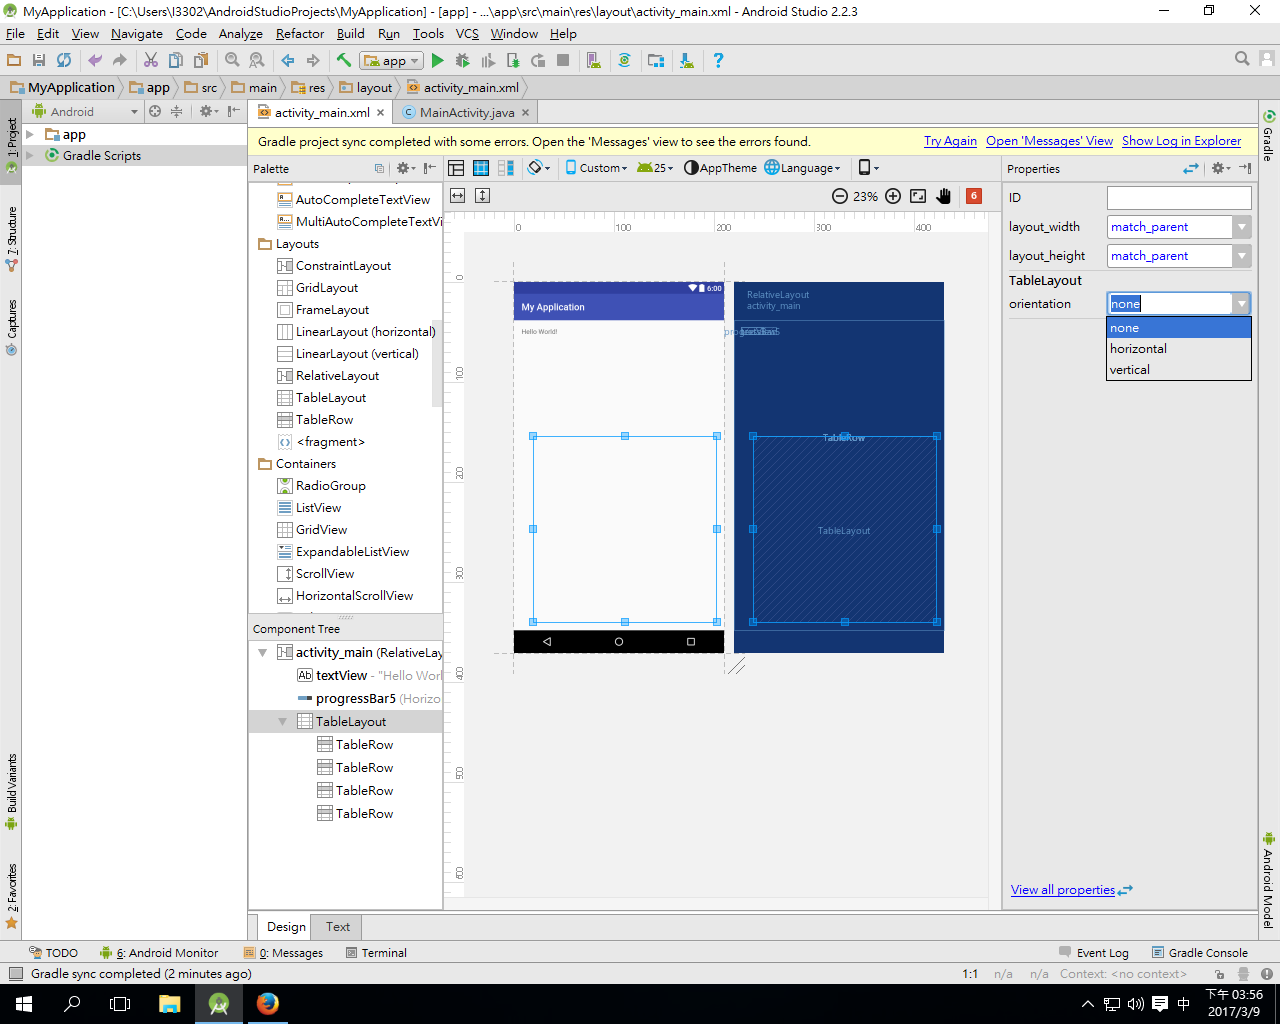 MyApplication - [C:\Users\I3302\AndroidStudioProjects\MyApplication] - [app] - ...\app\src\main\res\layout\activity_main.xml - Android Studio 2.2.3
File Edit View Navigate Code Analyze Refactor Build Run Tools VCS Window Help
app
MyApplication app src main res layout activity_main.xml
Android
activity_main.xml
MainActivity.java
Gradle project sync completed with some errors. Open the 'Messages' view to see the errors found.
Try Again Open 'Messages' View Show Log in Explorer
1: Project
7: Structure
Captures
Build Variants
2: Favorites
app
Gradle Scripts
Palette
AutoCompleteTextView
MultiAutoCompleteTextVi
Layouts
ConstraintLayout
GridLayout
FrameLayout
LinearLayout (horizontal)
LinearLayout (vertical)
RelativeLayout
TableLayout
TableRow
<fragment>
Containers
RadioGroup
ListView
GridView
ExpandableListView
ScrollView
HorizontalScrollView
Component Tree
activity_main (RelativeLay
Ab textView - "Hello Worl
progressBar5 (Horizo
TableLayout
TableRow
TableRow
TableRow
TableRow
Custom 25 AppTheme Language
23% 6
0 100 200 300 400
0
100
200
300
400
500
600
6:00
My Application
Hello World!
RelativeLayout
activity_main
TableRow
TableLayout
Properties
ID
layout_width match_parent
layout_height match_parent
TableLayout
orientation none
none
horizontal
vertical
View all properties
Gradle
Android Model
Design Text
TODO 6: Android Monitor 0: Messages Terminal Event Log Gradle Console
Gradle sync completed (2 minutes ago) 1:1 n/a n/a Context: <no context>
中
下午 03:56
2017/3/9